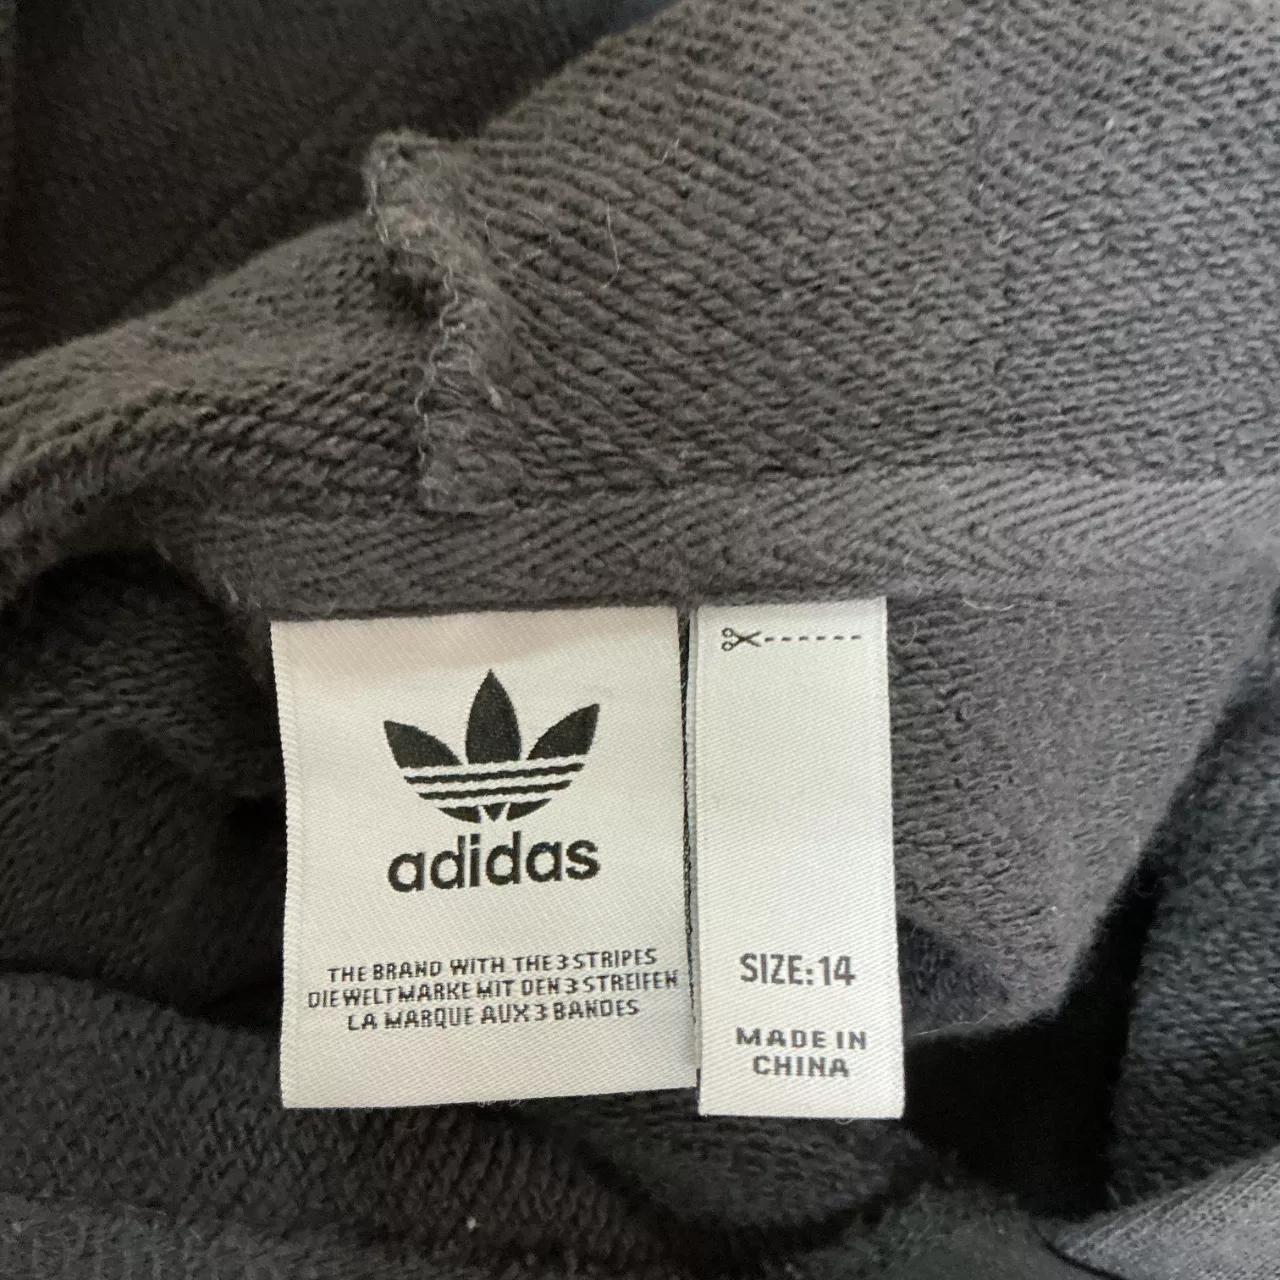 adidas
THE BRAND WITH THE 3 STRIPES
DIE WELTMARKE MIT DEN 3 STREIFEN
LA MARQUE AUX 3 BANDES
SIZE: 14
MADE IN
CHINA